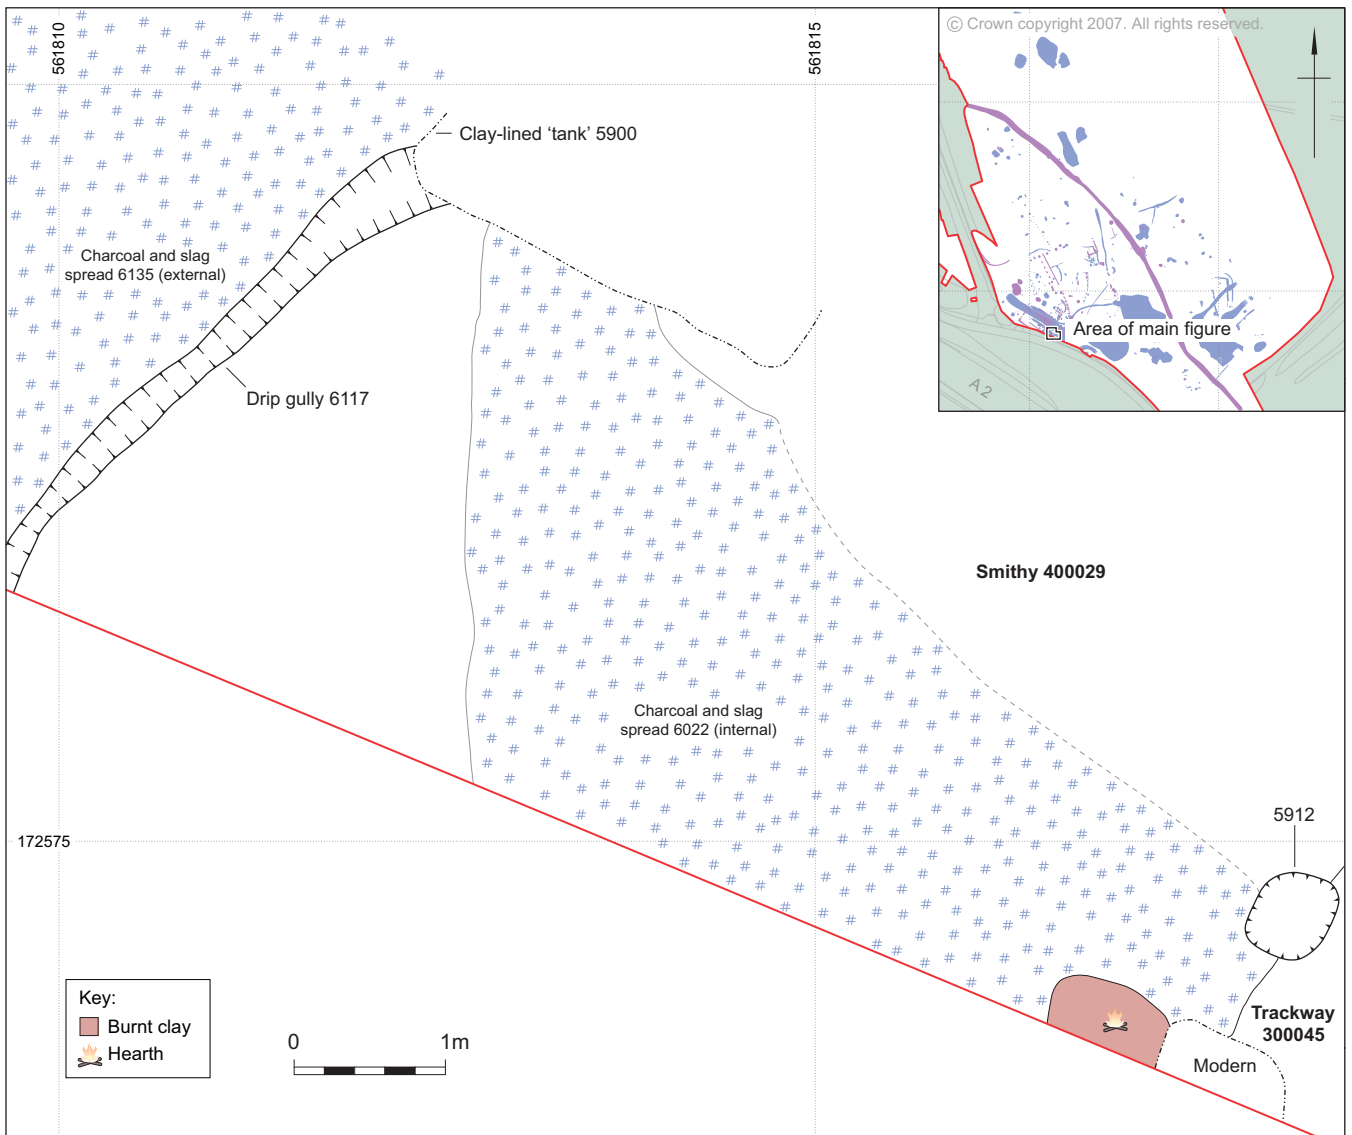 561810
561815
© Crown copyright 2007. All rights reserved.
Clay-lined ‘tank’ 5900
Charcoal and slag
spread 6135 (external)
Area of main figure
A2
Drip gully 6117
Smithy 400029
Charcoal and slag
spread 6022 (internal)
172575
5912
Key:
Burnt clay
Hearth
0 1m
Trackway
300045
Modern